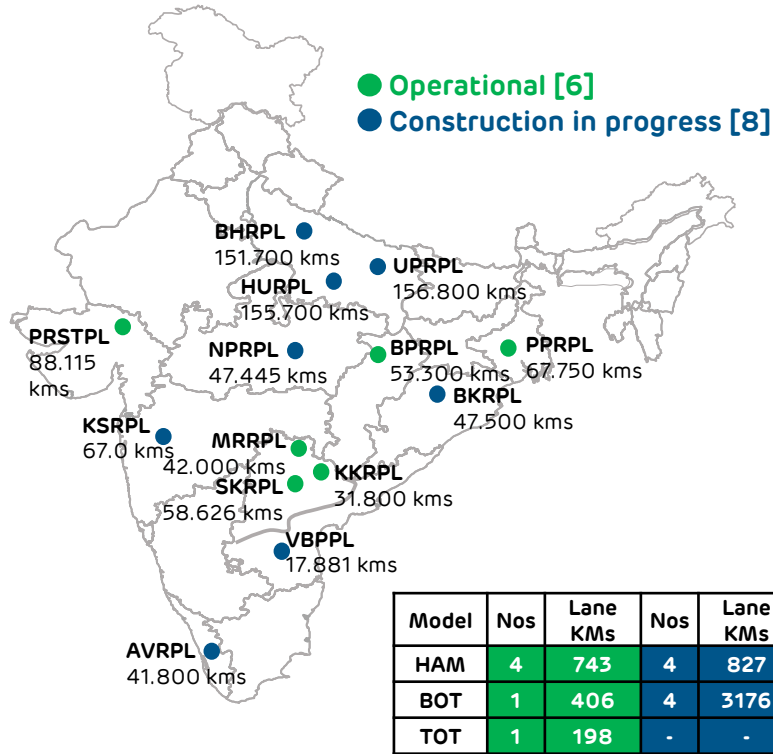 Operational [6]
Construction in progress [8]
BHRPL
151.700 kms
UPRPL
156.800 kms
HURPL
155.700 kms
PRSTPL
88.115
kms
NPRPL
47.445 kms
BPRPL
53.300 kms
PPRPL
67.750 kms
BKRPL
47.500 kms
KSRPL
67.0 kms
MRRPL
42.000 kms
KKRPL
31.800 kms
SKRPL
58.626 kms
VBPPL
17.881 kms
AVRPL
41.800 kms
Model Nos Lane KMs Nos Lane KMs
HAM 4 743 4 827
BOT 1 406 4 3176
TOT 1 198 - -